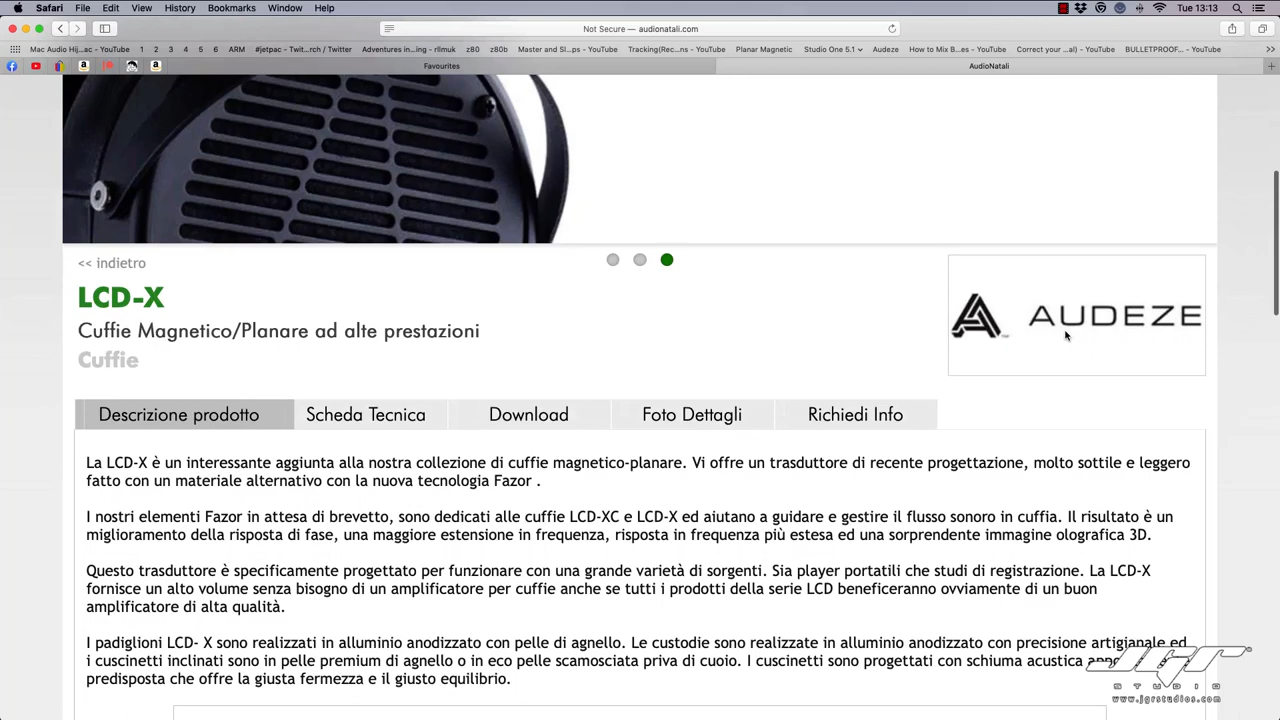 Safari File Edit View History Bookmarks Window Help Tue 13:13
Not Secure — audionatali.com
Mac Audio Hij...ac - YouTube 1 2 3 4 5 6 ARM #jetpac - Twit...rch / Twitter Adventures in...ing - rllmuk z80 z80b Master and Sl...ps - YouTube Tracking(Rec...ns - YouTube Planar Magnetic Studio One 5.1 Audeze How to Mix B...es - YouTube Correct your ...al) - YouTube BULLETPROOF... - YouTube >>
Favourites AudioNatali
<< indietro
LCD-X
Cuffie Magnetico/Planare ad alte prestazioni
Cuffie
AUDEZE
Descrizione prodotto Scheda Tecnica Download Foto Dettagli Richiedi Info
La LCD-X è un interessante aggiunta alla nostra collezione di cuffie magnetico-planare. Vi offre un trasduttore di recente progettazione, molto sottile e leggero
fatto con un materiale alternativo con la nuova tecnologia Fazor .
I nostri elementi Fazor in attesa di brevetto, sono dedicati alle cuffie LCD-XC e LCD-X ed aiutano a guidare e gestire il flusso sonoro in cuffia. Il risultato è un
miglioramento della risposta di fase, una maggiore estensione in frequenza, risposta in frequenza più estesa ed una sorprendente immagine olografica 3D.
Questo trasduttore è specificamente progettato per funzionare con una grande varietà di sorgenti. Sia player portatili che studi di registrazione. La LCD-X
fornisce un alto volume senza bisogno di un amplificatore per cuffie anche se tutti i prodotti della serie LCD beneficeranno ovviamente di un buon
amplificatore di alta qualità.
I padiglioni LCD- X sono realizzati in alluminio anodizzato con pelle di agnello. Le custodie sono realizzate in alluminio anodizzato con precisione artigianale ed
i cuscinetti inclinati sono in pelle premium di agnello o in eco pelle scamosciata priva di cuoio. I cuscinetti sono progettati con schiuma acustica
predisposta che offre la giusta fermezza e il giusto equilibrio.
JGR
STUDIO
www.jgrstudios.com